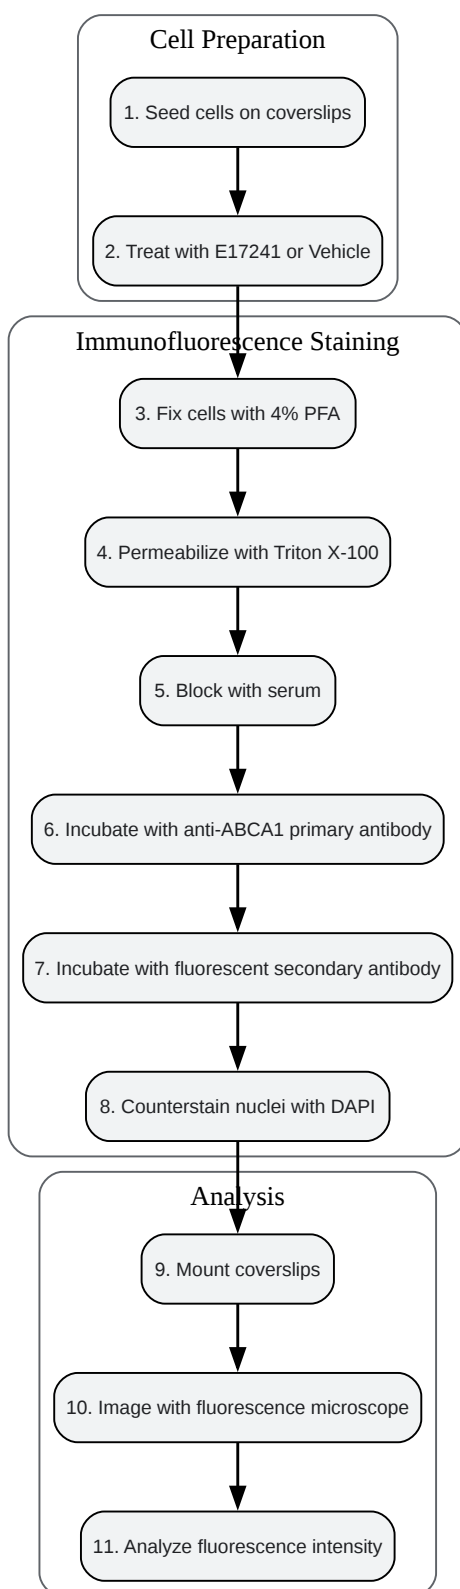 Cell Preparation
1. Seed cells on coverslips
2. Treat with E17241 or Vehicle
Immunofluorescence Staining
3. Fix cells with 4% PFA
4. Permeabilize with Triton X-100
5. Block with serum
6. Incubate with anti-ABCA1 primary antibody
7. Incubate with fluorescent secondary antibody
8. Counterstain nuclei with DAPI
Analysis
9. Mount coverslips
10. Image with fluorescence microscope
11. Analyze fluorescence intensity